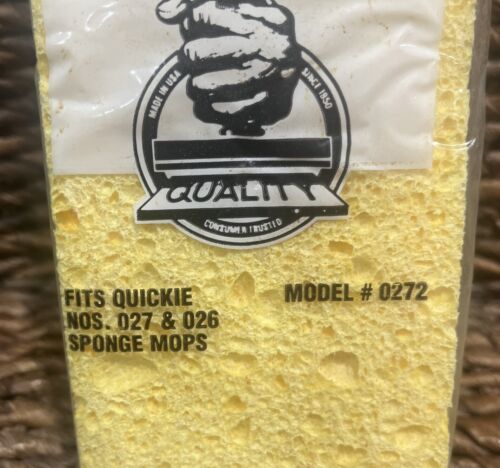 MADE IN USA
SINCE 1950
QUALITY
CONSUMER TRUSTED
FITS QUICKIE
NOS. 027 & 026
SPONGE MOPS
MODEL # 0272